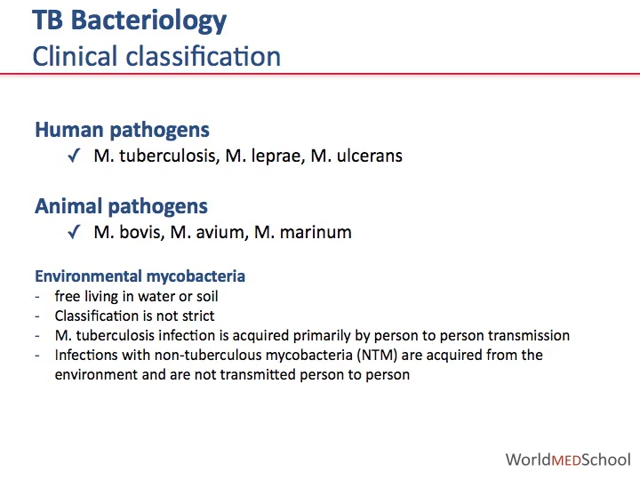 TB Bacteriology
Clinical classification
Human pathogens
✓ M. tuberculosis, M. leprae, M. ulcerans
Animal pathogens
✓ M. bovis, M. avium, M. marinum
Environmental mycobacteria
- free living in water or soil
- Classification is not strict
- M. tuberculosis infection is acquired primarily by person to person transmission
- Infections with non-tuberculous mycobacteria (NTM) are acquired from the
environment and are not transmitted person to person
WorldMEDSchool